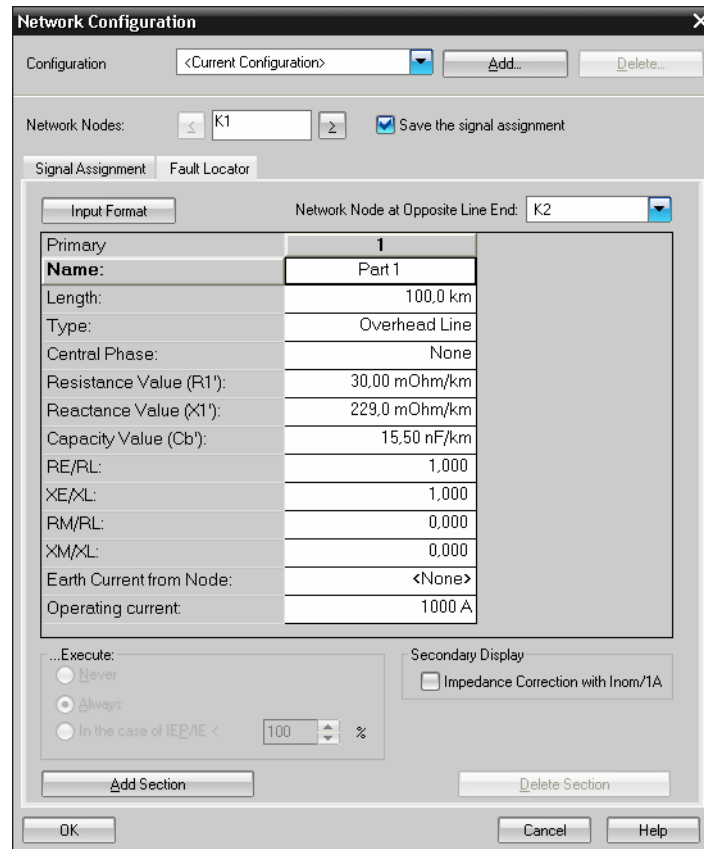 Network Configuration
Configuration <Current Configuration> Add... Delete...
Network Nodes: < K1 > Save the signal assignment
Signal Assignment Fault Locator
Input Format Network Node at Opposite Line End: K2
Primary 1
Name: Part 1
Length: 100,0 km
Type: Overhead Line
Central Phase: None
Resistance Value (R1'): 30,00 mOhm/km
Reactance Value (X1'): 229,0 mOhm/km
Capacity Value (Cb'): 15,50 nF/km
RE/RL: 1,000
XE/XL: 1,000
RM/RL: 0,000
XM/XL: 0,000
Earth Current from Node: <None>
Operating current: 1000 A
...Execute: Secondary Display
Never Impedance Correction with Inom/1A
Always
In the case of IEP/IE < 100 %
Add Section Delete Section
OK Cancel Help